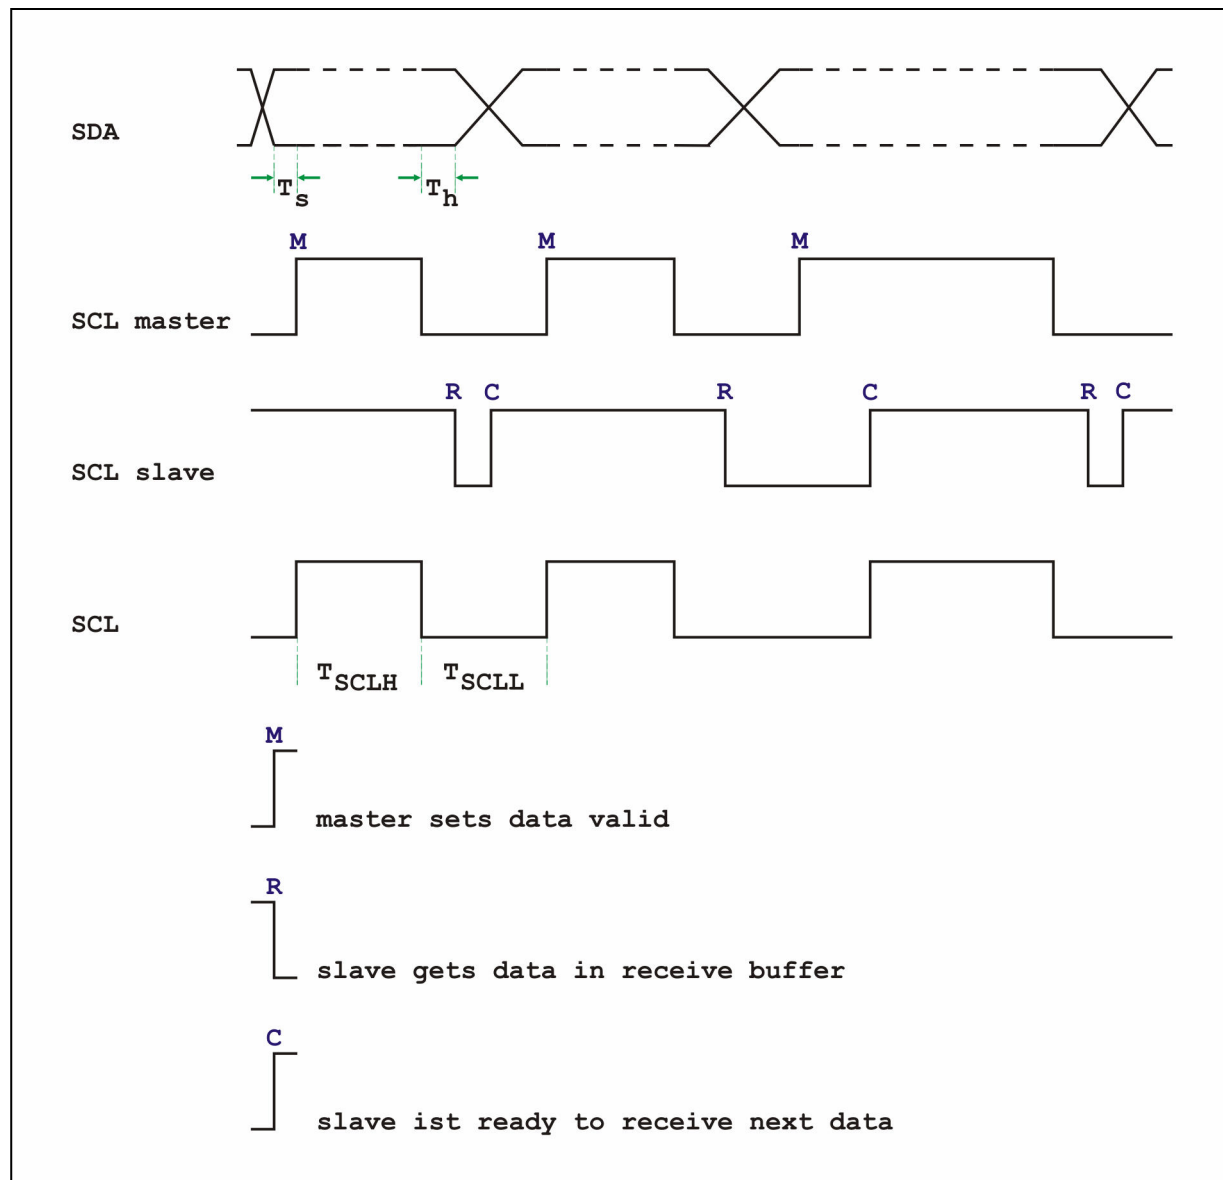 SDA
Ts Th
M M M
SCL master
R C R C R C
SCL slave
SCL
TSCLH TSCLL
M
master sets data valid
R
slave gets data in receive buffer
C
slave ist ready to receive next data